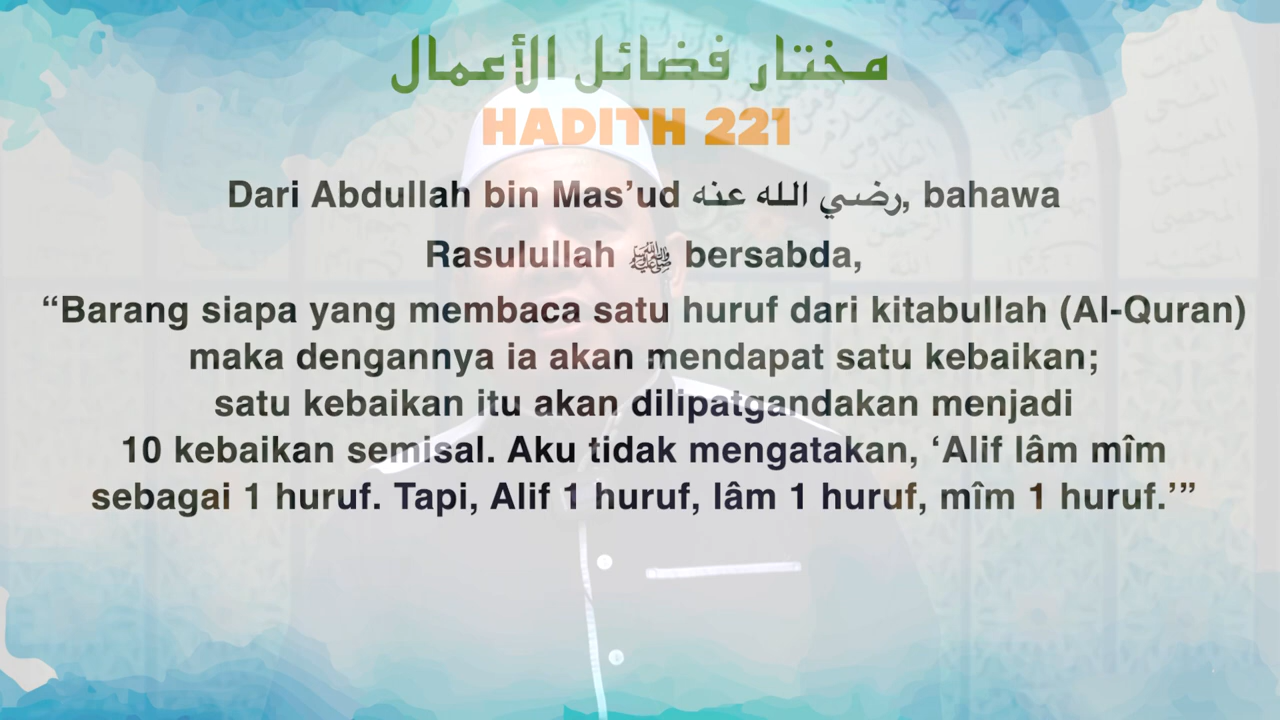 مختار فضائل الأعمال
HADITH 221
Dari Abdullah bin Mas’ud رضي الله عنه, bahawa
Rasulullah ﷺ bersabda,
“Barang siapa yang membaca satu huruf dari kitabullah (Al-Quran)
maka dengannya ia akan mendapat satu kebaikan;
satu kebaikan itu akan dilipatgandakan menjadi
10 kebaikan semisal. Aku tidak mengatakan, ‘Alif lâm mîm
sebagai 1 huruf. Tapi, Alif 1 huruf, lâm 1 huruf, mîm 1 huruf.’”